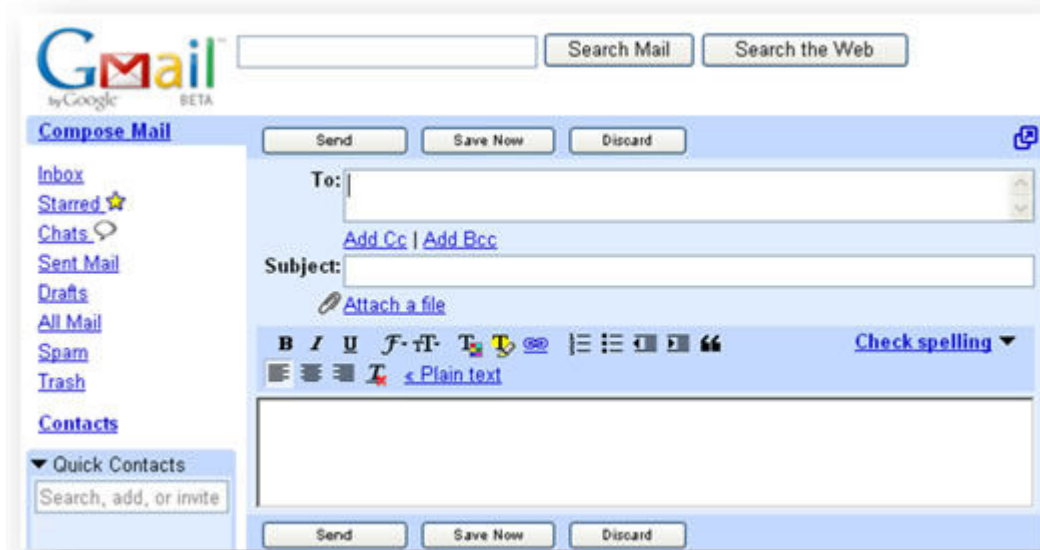 Gmail Search Mail Search the Web
by Google BETA
Compose Mail Send Save Now Discard
Inbox
To:
Starred
Chats
Add Cc | Add Bcc
Sent Mail
Subject:
Drafts
Attach a file
All Mail
B I U F T T T Check spelling
Spam
T « Plain text
Trash
Contacts
Quick Contacts
Search, add, or invite
Send Save Now Discard